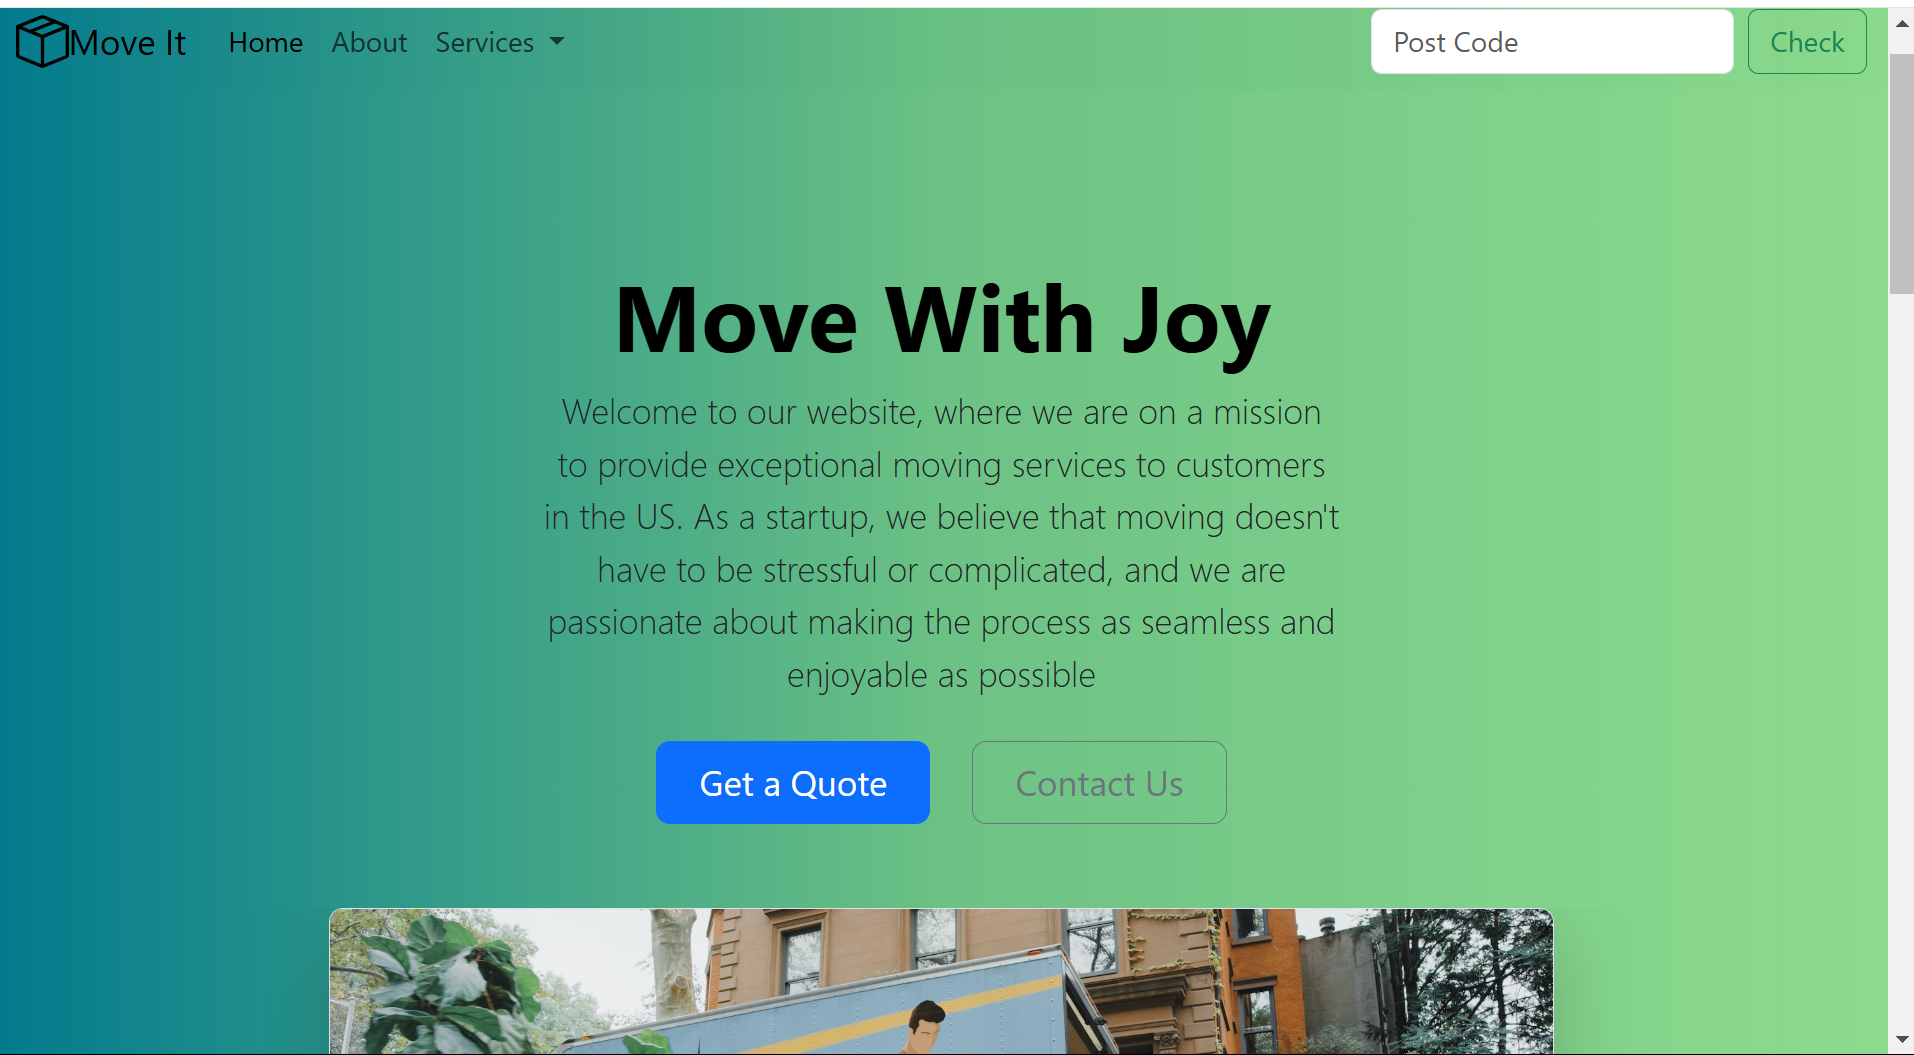 Move It Home About Services Post Code Check
Move With Joy
Welcome to our website, where we are on a mission
to provide exceptional moving services to customers
in the US. As a startup, we believe that moving doesn't
have to be stressful or complicated, and we are
passionate about making the process as seamless and
enjoyable as possible
Get a Quote Contact Us